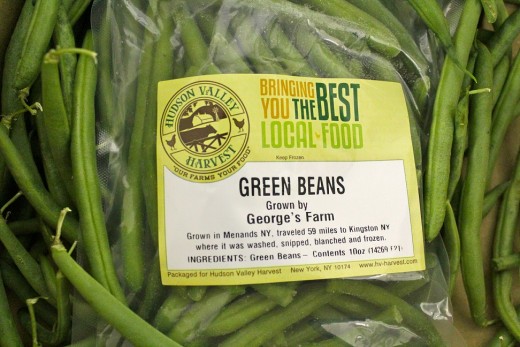 HUDSON VALLEY
HARVEST
"OUR FARMS YOUR FOOD"
BRINGING
YOU THE BEST
LOCAL FOOD
Keep Frozen
GREEN BEANS
Grown by
George's Farm
Grown in Menands NY, traveled 59 miles to Kingston NY
where it was washed, snipped, blanched and frozen.
INGREDIENTS: Green Beans – Contents 10oz
Packaged for Hudson Valley Harvest New York, NY 10174 www.hv-harvest.com